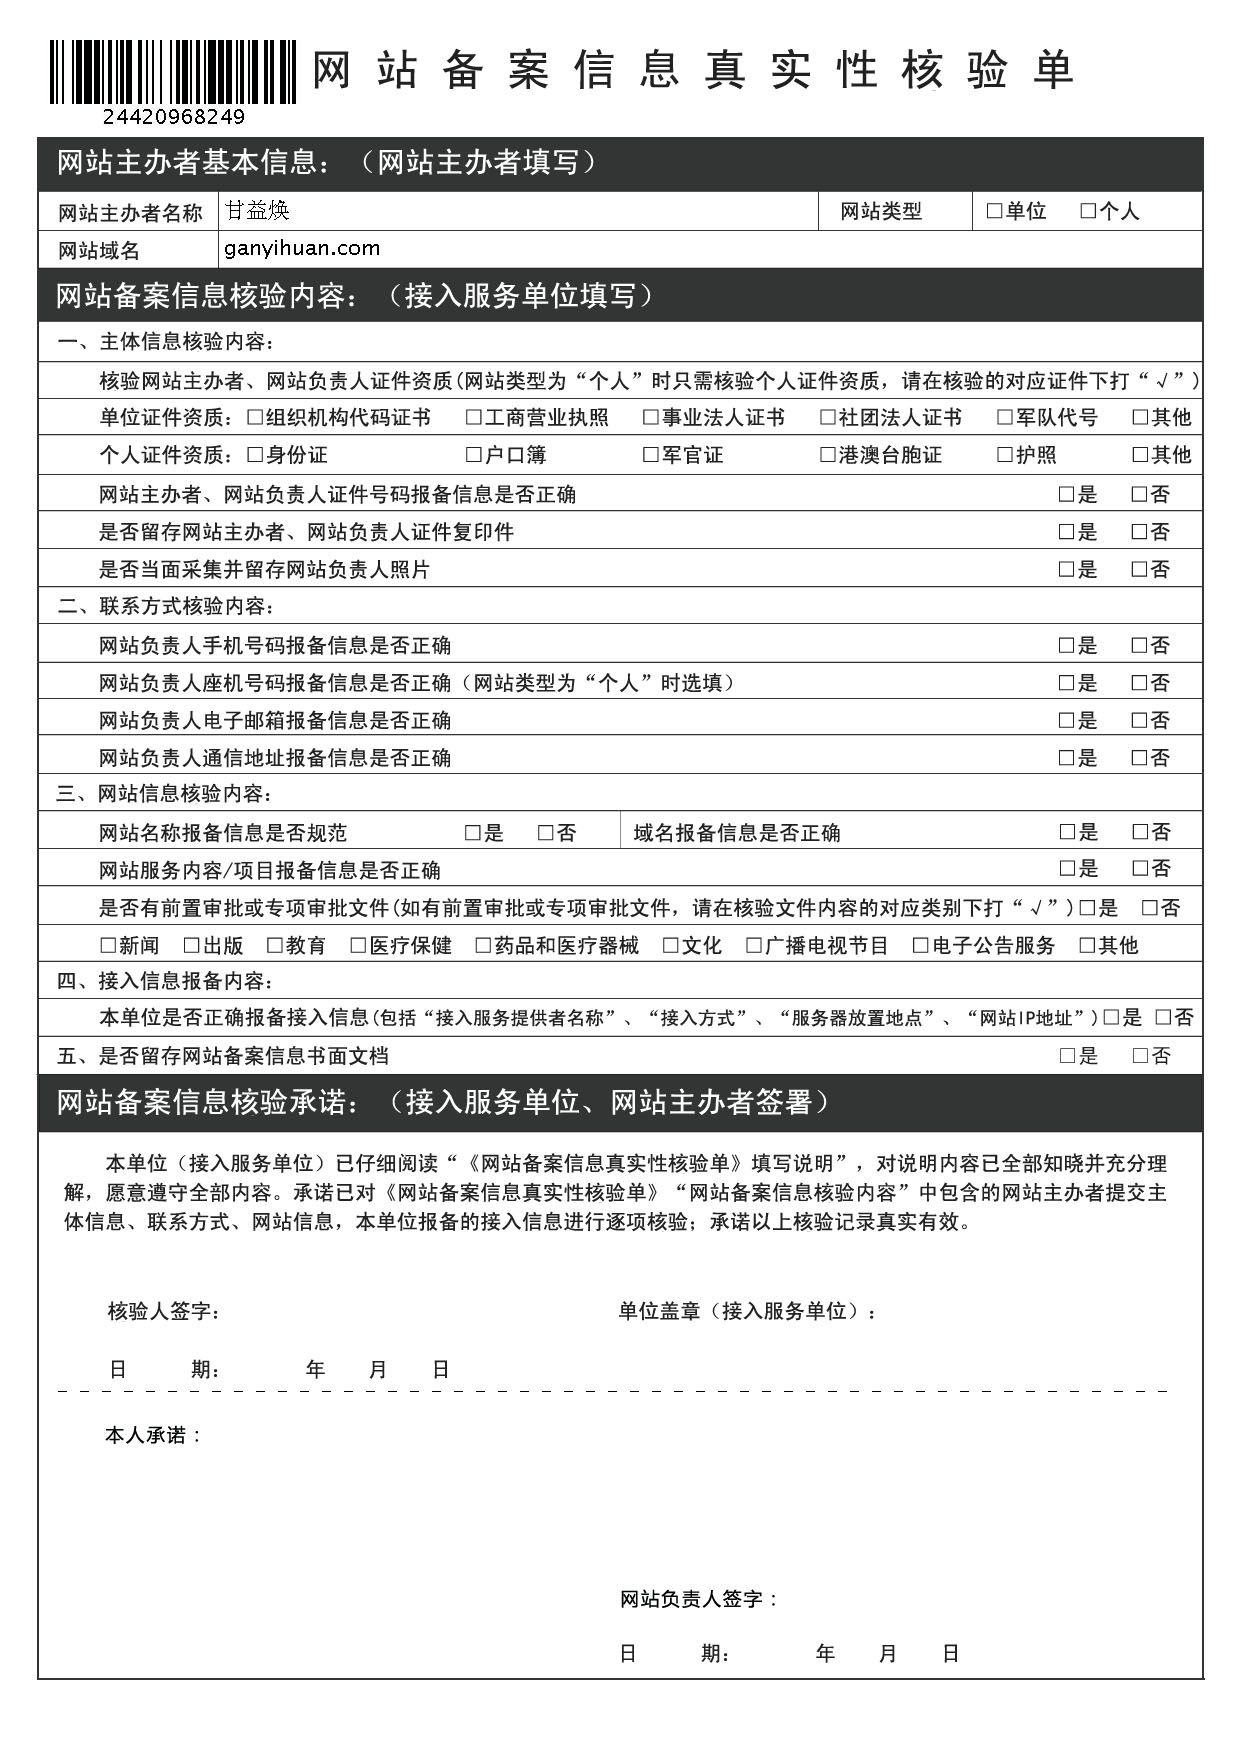 网站备案信息真实性核验单
24420968249
网站主办者基本信息：（网站主办者填写）
网站主办者名称 甘益焕 网站类型 □单位 □个人
网站域名 ganyihuan.com
网站备案信息核验内容：（接入服务单位填写）
一、主体信息核验内容：
核验网站主办者、网站负责人证件资质(网站类型为“个人”时只需核验个人证件资质，请在核验的对应证件下打“√”)
单位证件资质：□组织机构代码证书 □工商营业执照 □事业法人证书 □社团法人证书 □军队代号 □其他
个人证件资质：□身份证 □户口簿 □军官证 □港澳台胞证 □护照 □其他
网站主办者、网站负责人证件号码报备信息是否正确 □是 □否
是否留存网站主办者、网站负责人证件复印件 □是 □否
是否当面采集并留存网站负责人照片 □是 □否
二、联系方式核验内容：
网站负责人手机号码报备信息是否正确 □是 □否
网站负责人座机号码报备信息是否正确（网站类型为“个人”时选填） □是 □否
网站负责人电子邮箱报备信息是否正确 □是 □否
网站负责人通信地址报备信息是否正确 □是 □否
三、网站信息核验内容：
网站名称报备信息是否规范 □是 □否 域名报备信息是否正确 □是 □否
网站服务内容/项目报备信息是否正确 □是 □否
是否有前置审批或专项审批文件(如有前置审批或专项审批文件，请在核验文件内容的对应类别下打“√”)□是 □否
□新闻 □出版 □教育 □医疗保健 □药品和医疗器械 □文化 □广播电视节目 □电子公告服务 □其他
四、接入信息报备内容：
本单位是否正确报备接入信息(包括“接入服务提供者名称”、“接入方式”、“服务器放置地点”、“网站IP地址”)□是 □否
五、是否留存网站备案信息书面文档 □是 □否
网站备案信息核验承诺：（接入服务单位、网站主办者签署）
本单位（接入服务单位）已仔细阅读“《网站备案信息真实性核验单》填写说明”，对说明内容已全部知晓并充分理
解，愿意遵守全部内容。承诺已对《网站备案信息真实性核验单》“网站备案信息核验内容”中包含的网站主办者提交主
体信息、联系方式、网站信息，本单位报备的接入信息进行逐项核验；承诺以上核验记录真实有效。
核验人签字： 单位盖章（接入服务单位）：
日 期： 年 月 日
本人承诺：
网站负责人签字：
日 期： 年 月 日